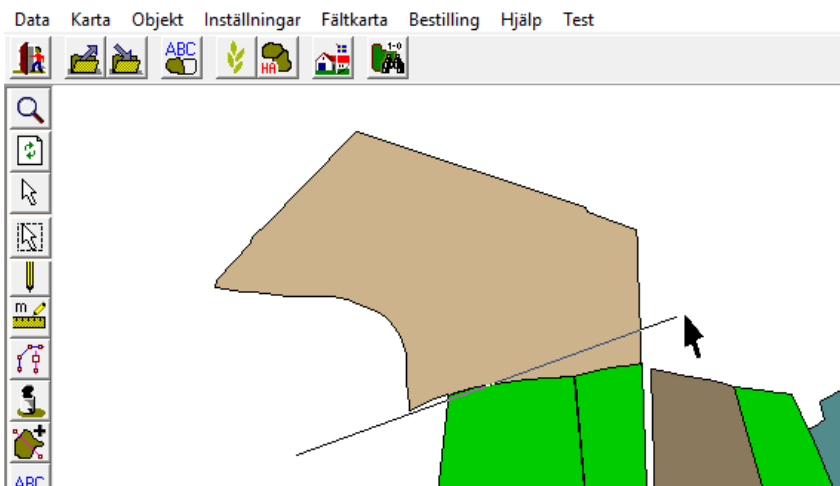 Data Karta Objekt Inställningar Fältkarta Bestilling Hjälp Test
ABC HA 1-0
m
ABC